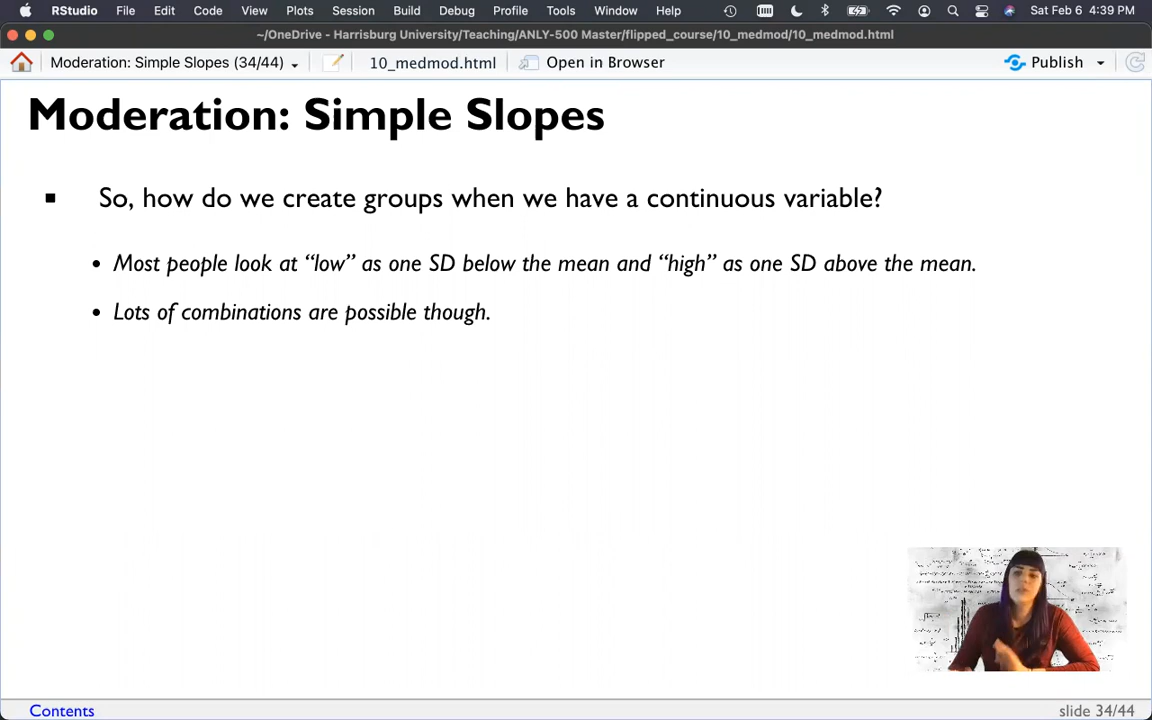 RStudio File Edit Code View Plots Session Build Debug Profile Tools Window Help Sat Feb 6 4:39 PM
~/OneDrive - Harrisburg University/Teaching/ANLY-500 Master/flipped_course/10_medmod/10_medmod.html
Moderation: Simple Slopes (34/44) 10_medmod.html Open in Browser Publish
Moderation: Simple Slopes
So, how do we create groups when we have a continuous variable?
• Most people look at “low” as one SD below the mean and “high” as one SD above the mean.
• Lots of combinations are possible though.
Contents slide 34/44